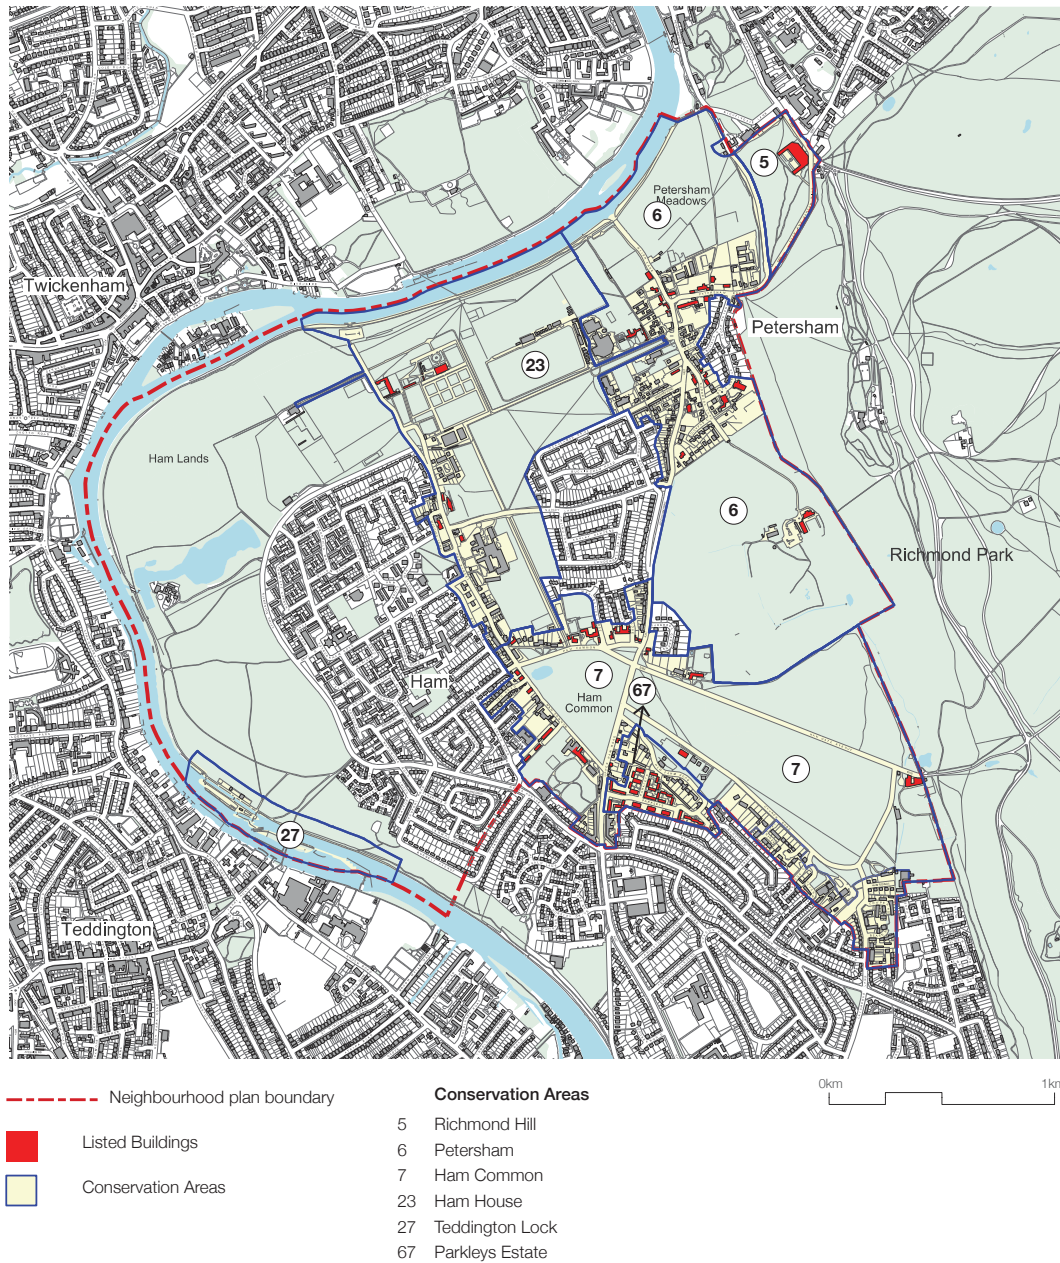 5
Petersham
Meadows
6
Twickenham
Petersham
23
Ham Lands
6
Richmond Park
7
Ham
67
Ham
Common
7
27
Teddington
Neighbourhood plan boundary
Listed Buildings
Conservation Areas
Conservation Areas
5 Richmond Hill
6 Petersham
7 Ham Common
23 Ham House
27 Teddington Lock
67 Parkleys Estate
0km 1km